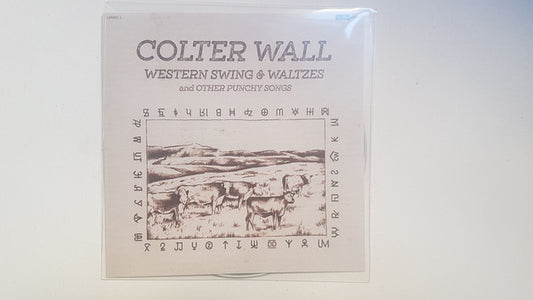 COLTER WALL
WESTERN SWING & WALTZES
and OTHER PUNCHY SONGS